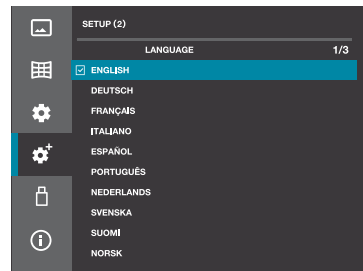 SETUP (2)
LANGUAGE 1/3
ENGLISH
DEUTSCH
FRANÇAIS
ITALIANO
ESPAÑOL
PORTUGUÊS
NEDERLANDS
SVENSKA
SUOMI
NORSK